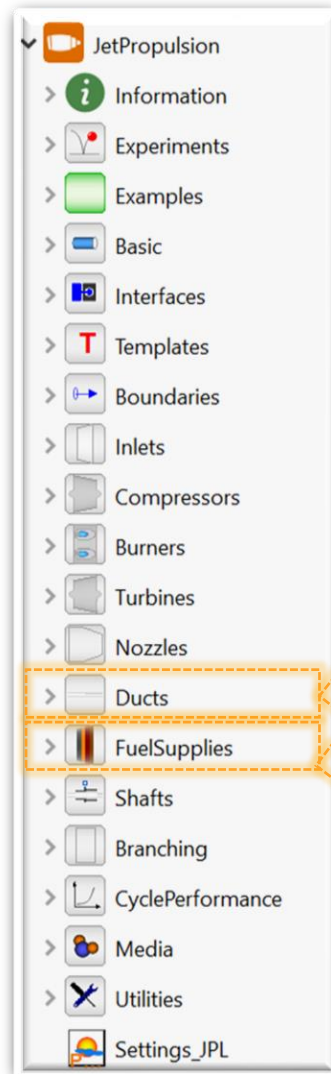 JetPropulsion
Information
Experiments
Examples
Basic
Interfaces
T Templates
Boundaries
Inlets
Compressors
Burners
Turbines
Nozzles
Ducts
FuelSupplies
Shafts
Branching
CyclePerformance
Media
Utilities
Settings_JPL